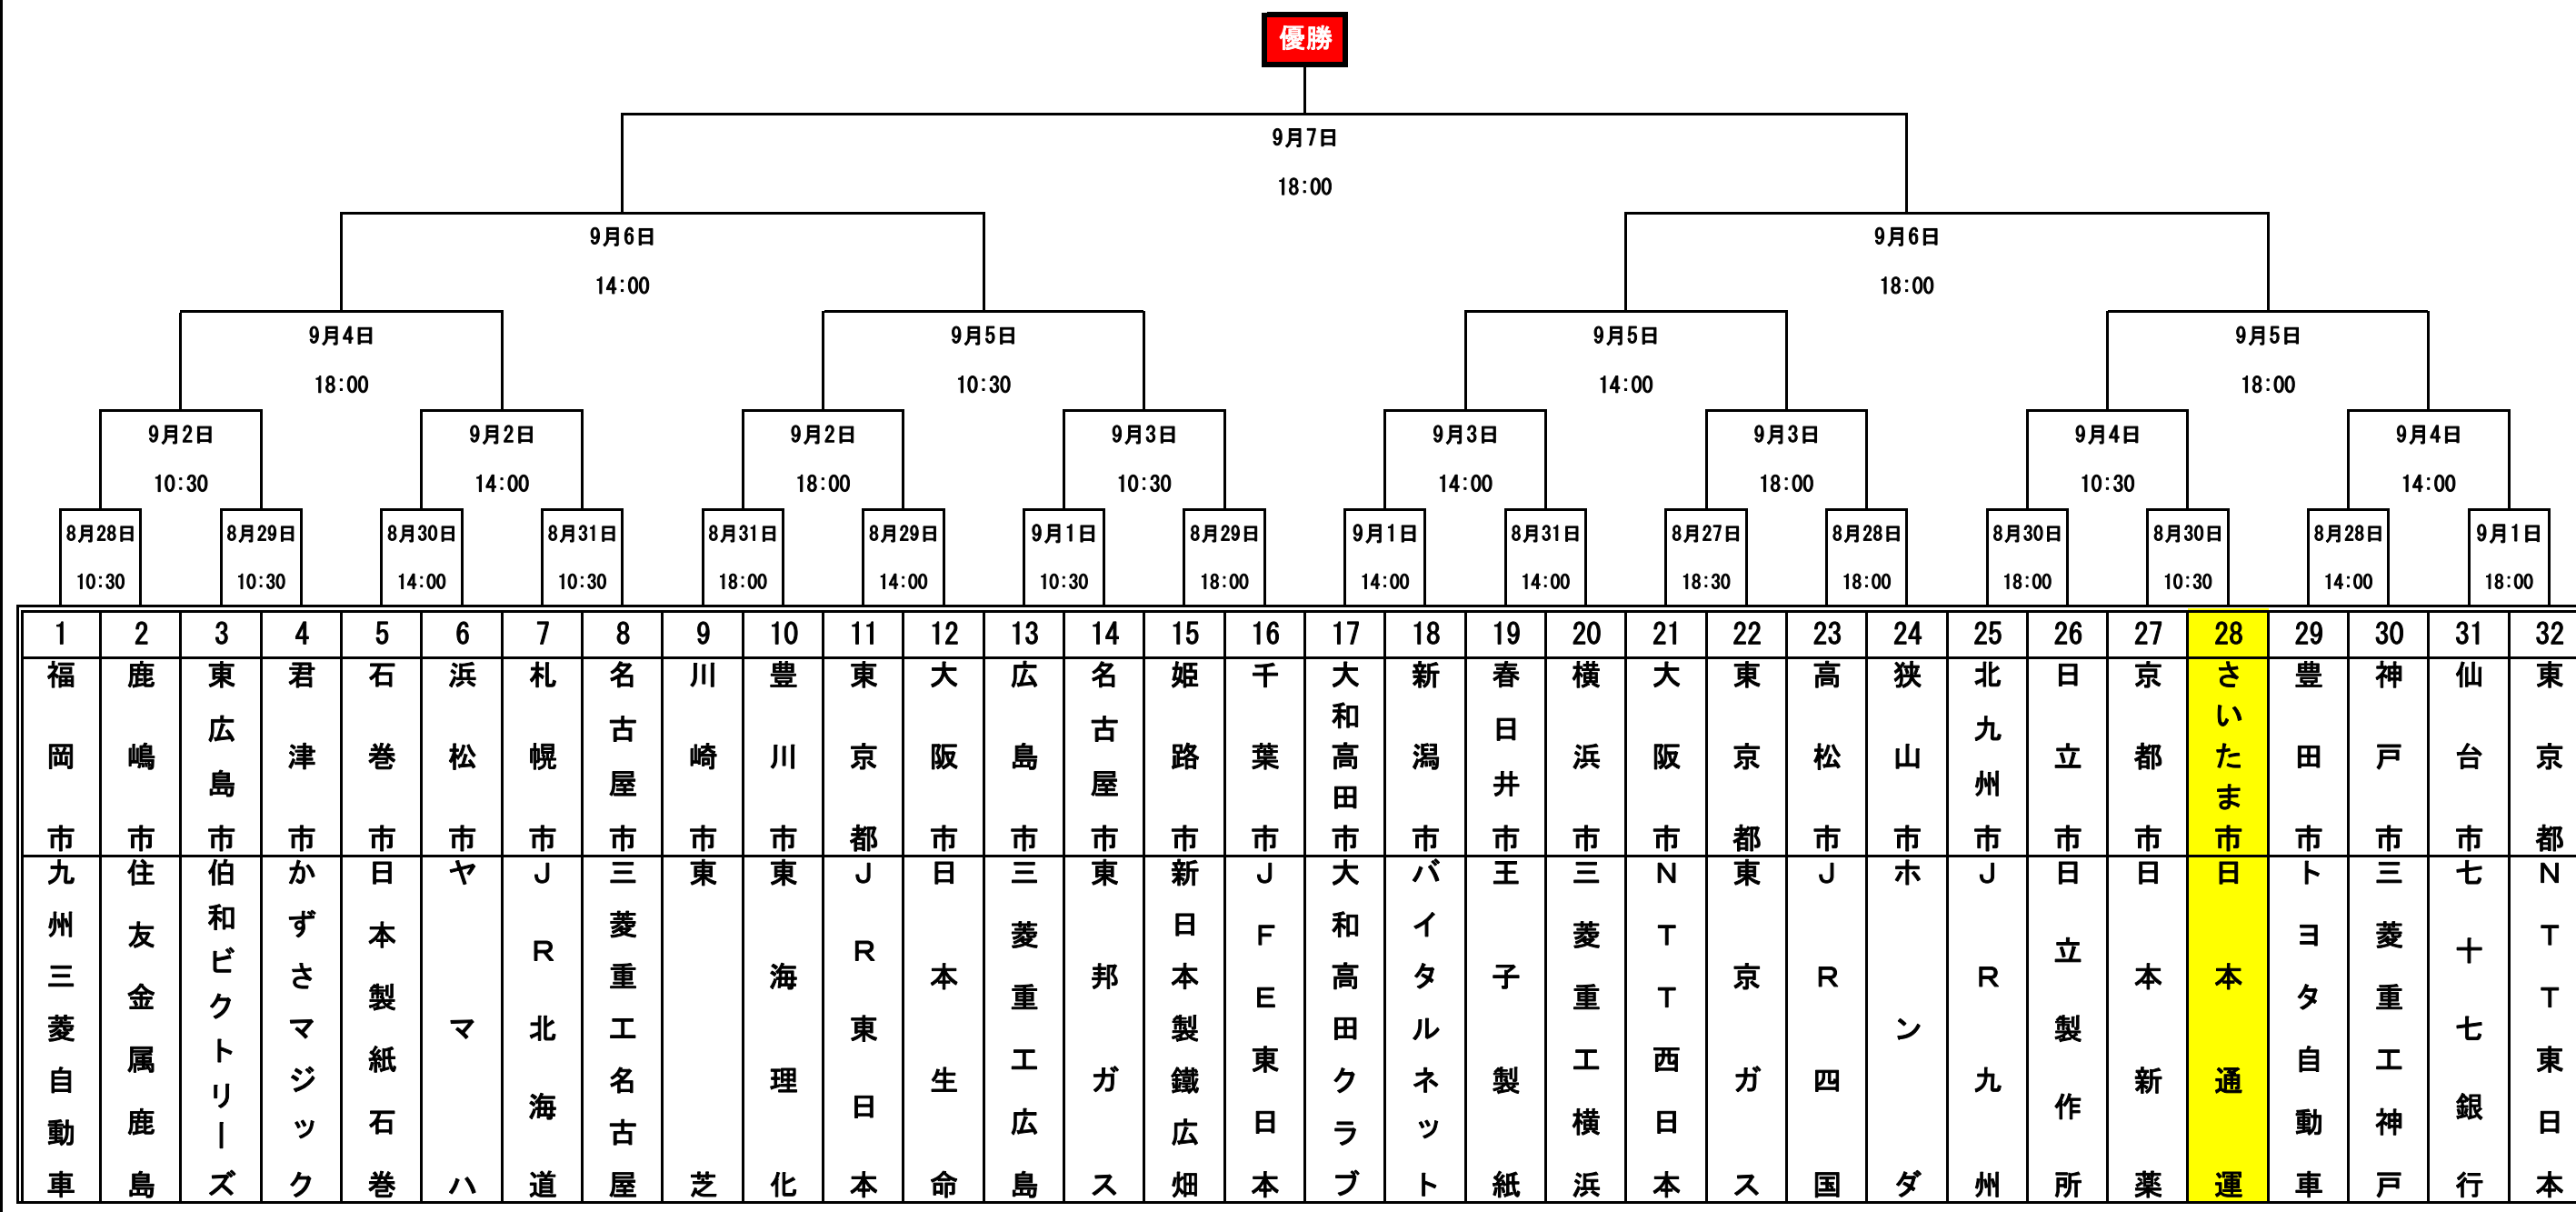 優勝
9月7日
18:00
9月6日
9月6日
14:00
18:00
9月4日
9月5日
9月5日
9月5日
18:00
10:30
14:00
18:00
9月2日
9月2日
9月2日
9月3日
9月3日
9月3日
9月4日
9月4日
10:30
14:00
18:00
10:30
14:00
18:00
10:30
14:00
8月28日
8月29日
8月30日
8月31日
8月31日
8月29日
9月1日
8月29日
9月1日
8月31日
8月27日
8月28日
8月30日
8月30日
8月28日
9月1日
10:30
10:30
14:00
10:30
18:00
14:00
10:30
18:00
14:00
14:00
18:30
18:00
18:00
10:30
14:00
18:00
1
2
3
4
5
6
7
8
9
10
11
12
13
14
15
16
17
18
19
20
21
22
23
24
25
26
27
28
29
30
31
32
福岡市
鹿嶋市
東広島市
君津市
石巻市
浜松市
札幌市
名古屋市
川崎市
豊川市
東京都
大阪市
広島市
名古屋市
姫路市
千葉市
大和高田市
新潟市
春日井市
横浜市
大阪市
東京都
高松市
狭山市
北九州市
日立市
京都市
さいたま市
豊田市
神戸市
仙台市
東京都
九州三菱自動車
住友金属鹿島
伯和ビクトリーズ
かずさマジック
日本製紙石巻
ヤマハ
JR北海道
三菱重工名古屋
東芝
東海理化
JR東日本
日本生命
三菱重工広島
東邦ガス
新日本製鐵広畑
JFE東日本
大和高田クラブ
バイタルネット
王子製紙
三菱重工横浜
NTT西日本
東京ガス
JR四国
ホンダ
JR九州
日立製作所
日本新薬
日本通運
トヨタ自動車
三菱重工神戸
七十七銀行
NTT東日本